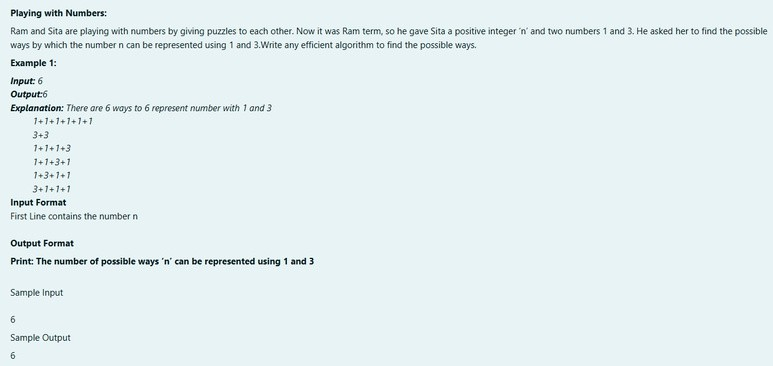 Playing with Numbers:
Ram and Sita are playing with numbers by giving puzzles to each other. Now it was Ram term, so he gave Sita a positive integer 'n' and two numbers 1 and 3. He asked her to find the possible
ways by which the number n can be represented using 1 and 3.Write any efficient algorithm to find the possible ways.
Example 1:
Input: 6
Output:6
Explanation: There are 6 ways to 6 represent number with 1 and 3
1+1+1+1+1+1
3+3
1+1+1+3
1+1+3+1
1+3+1+1
3+1+1+1
Input Format
First Line contains the number n
Output Format
Print: The number of possible ways 'n' can be represented using 1 and 3
Sample Input
6
Sample Output
6